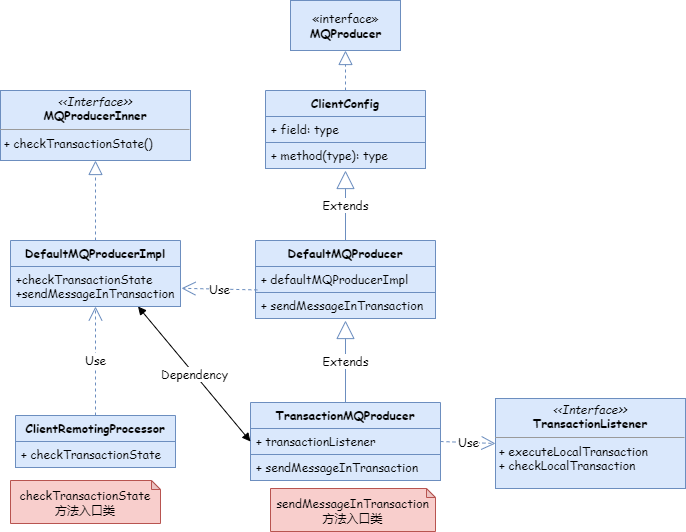 «interface»
MQProducer
<<Interface>>
MQProducerInner
+ checkTransactionState()
ClientConfig
+ field: type
+ method(type): type
Extends
DefaultMQProducerImpl
+checkTransactionState
+sendMessageInTransaction
Use
DefaultMQProducer
+ defaultMQProducerImpl
+ sendMessageInTransaction
Use
Dependency
Extends
ClientRemotingProcessor
+ checkTransactionState
TransactionMQProducer
+ transactionListener
+ sendMessageInTransaction
Use
<<Interface>>
TransactionListener
+ executeLocalTransaction
+ checkLocalTransaction
checkTransactionState
方法入口类
sendMessageInTransaction
方法入口类